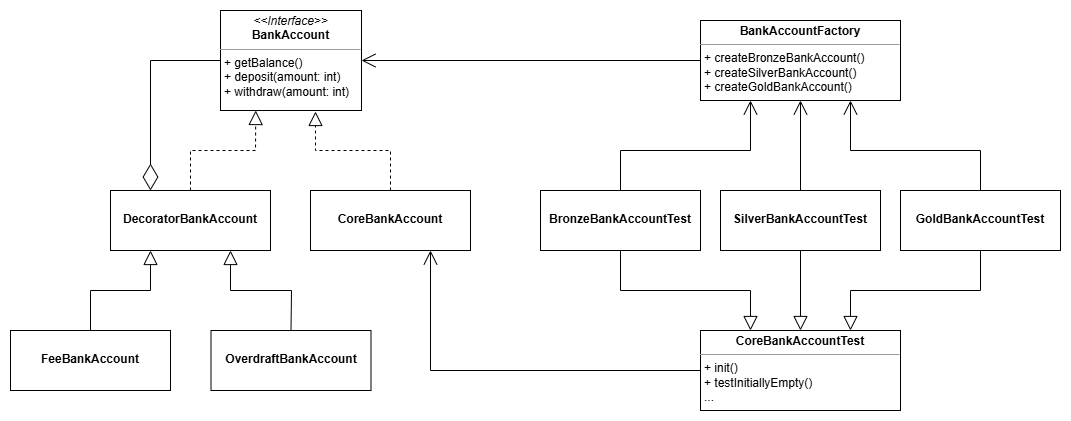 <<Interface>>
BankAccount
+ getBalance()
+ deposit(amount: int)
+ withdraw(amount: int)
BankAccountFactory
+ createBronzeBankAccount()
+ createSilverBankAccount()
+ createGoldBankAccount()
DecoratorBankAccount
CoreBankAccount
BronzeBankAccountTest
SilverBankAccountTest
GoldBankAccountTest
FeeBankAccount
OverdraftBankAccount
CoreBankAccountTest
+ init()
+ testInitiallyEmpty()
...